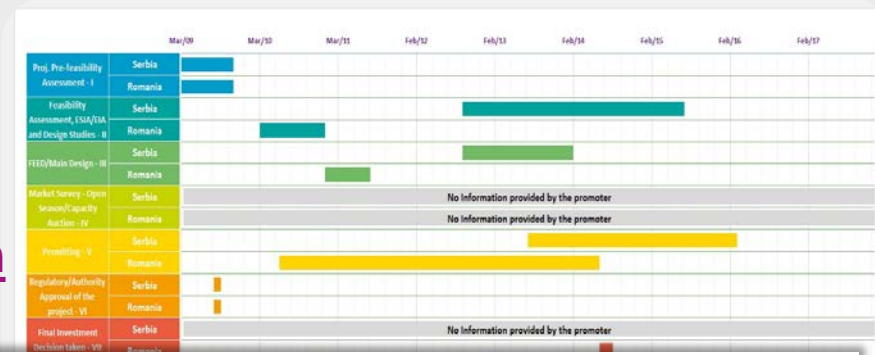 Mar/09 Mar/10 Mar/11 Feb/12 Feb/13 Feb/14 Feb/15 Feb/16 Feb/17
Proj. Pre-feasibility
Assessment - I
Serbia
Romania
Feasibility
Assessment, ESIA/EIA
and Design Studies - II
Serbia
Romania
FEED/Main Design - III
Serbia
Romania
Market Survey - Open
Season/Capacity
Auction - IV
Serbia
No Information provided by the promoter
Romania
No Information provided by the promoter
Permitting - V
Serbia
Romania
Regulatory/Authority
Approval of the
project - VI
Serbia
Romania
Final Investment
Decision taken - VII
Serbia
No Information provided by the promoter
Romania